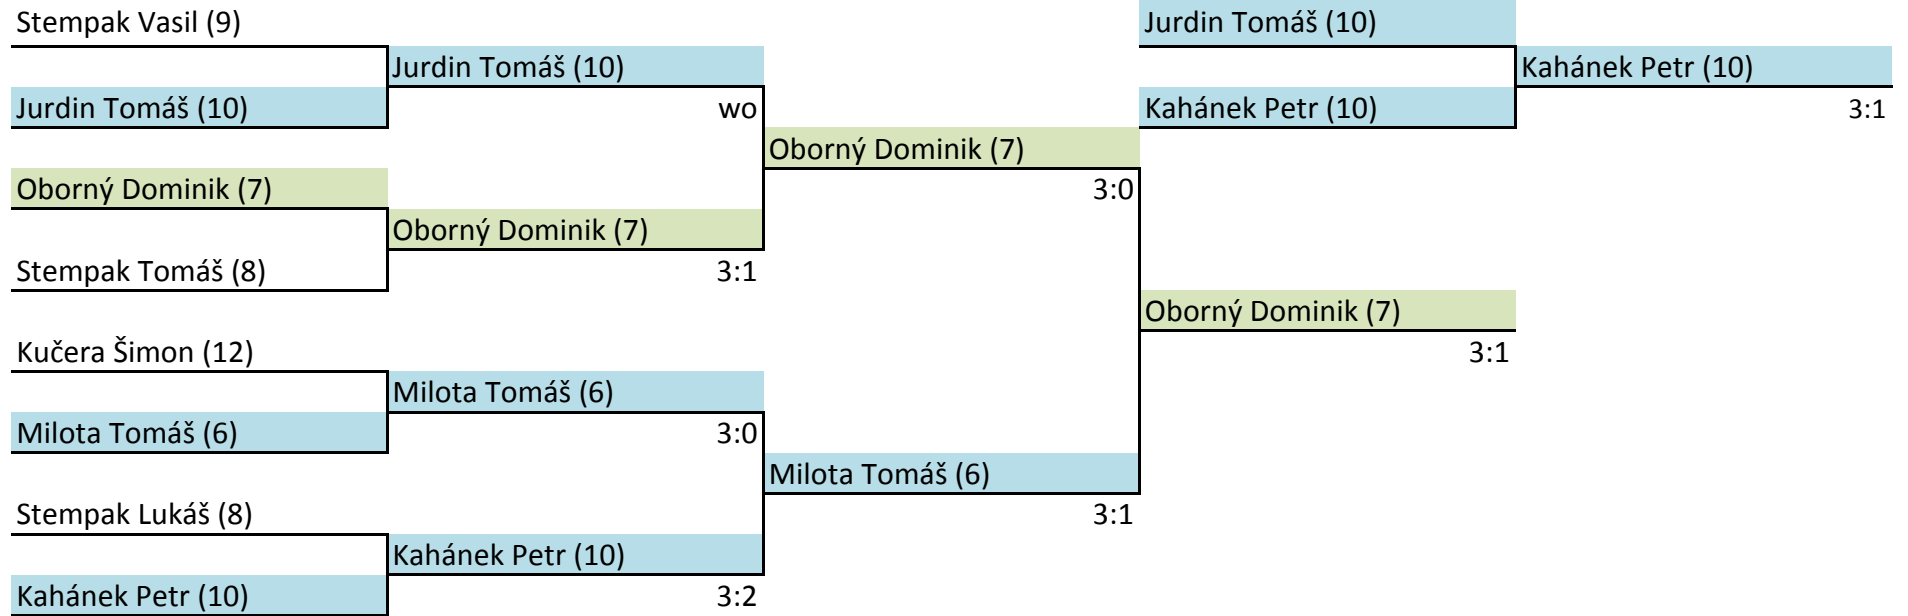 Stempak Vasil (9)
Jurdin Tomáš (10)
Jurdin Tomáš (10)
Kahánek Petr (10)
Jurdin Tomáš (10)
wo
Kahánek Petr (10)
3:1
Oborný Dominik (7)
Oborný Dominik (7)
3:0
Oborný Dominik (7)
Stempak Tomáš (8)
3:1
Oborný Dominik (7)
Kučera Šimon (12)
3:1
Milota Tomáš (6)
Milota Tomáš (6)
3:0
Milota Tomáš (6)
Stempak Lukáš (8)
3:1
Kahánek Petr (10)
Kahánek Petr (10)
3:2